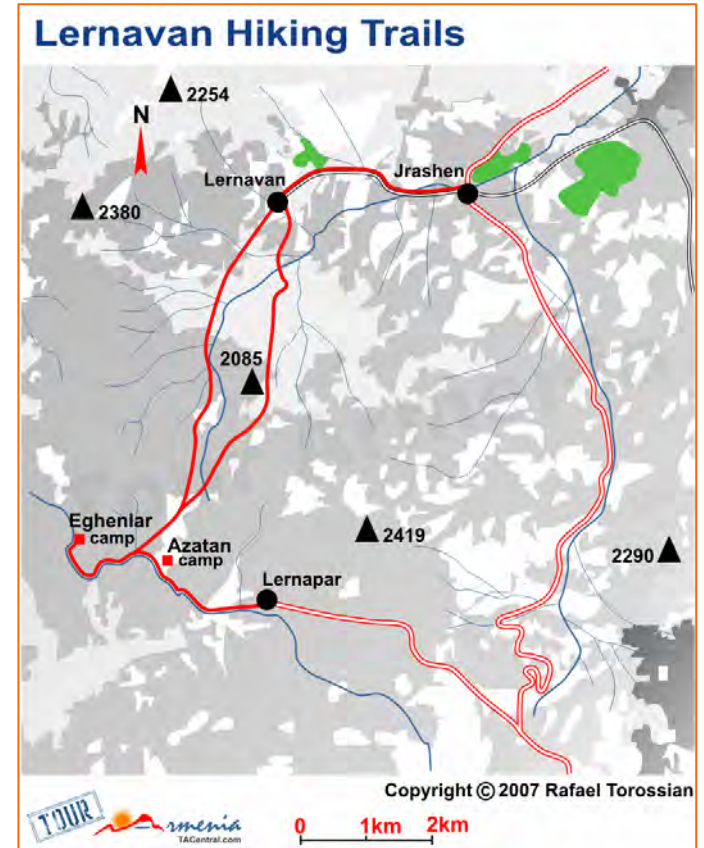 Lernavan Hiking Trails
2254
N
Jrashen
Lernavan
2380
2085
Eghenlar
camp
Azatan
camp
2419
2290
Lernapar
Copyright © 2007 Rafael Torossian
TOUR
Armenia
TACentral.com
0 1km 2km